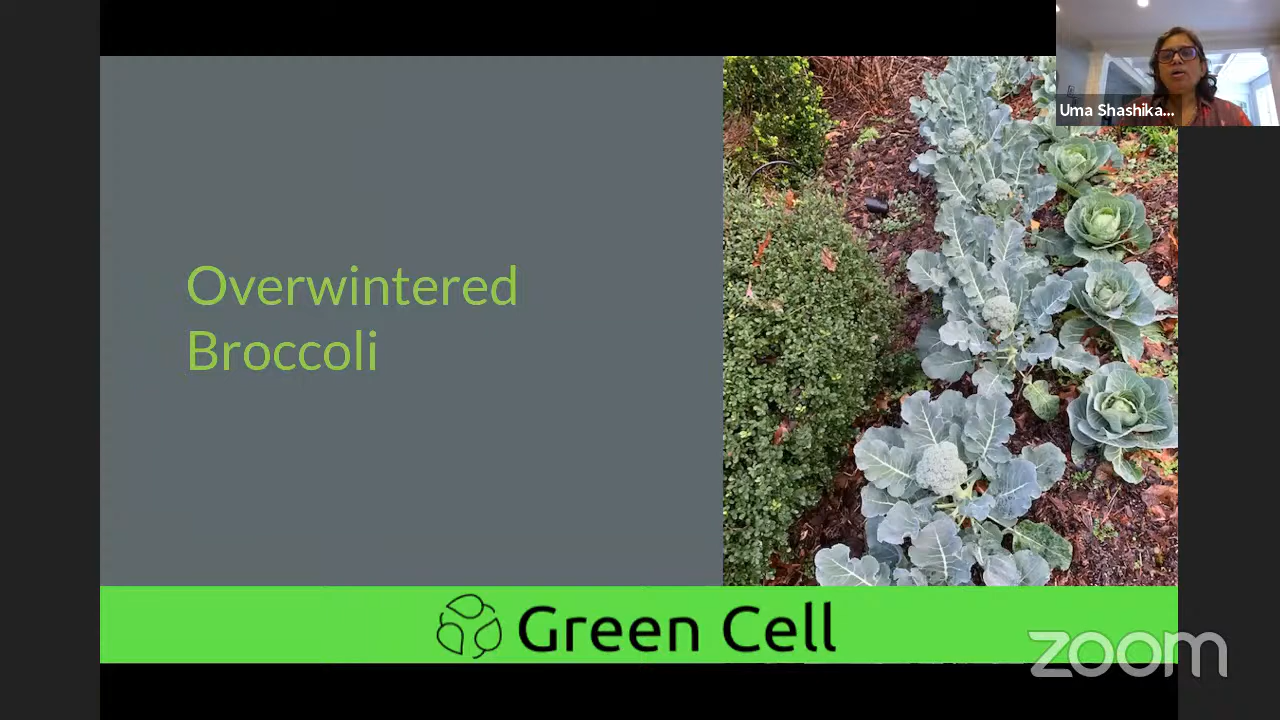 Uma Shashika...
Overwintered
Broccoli
Green Cell
zoom